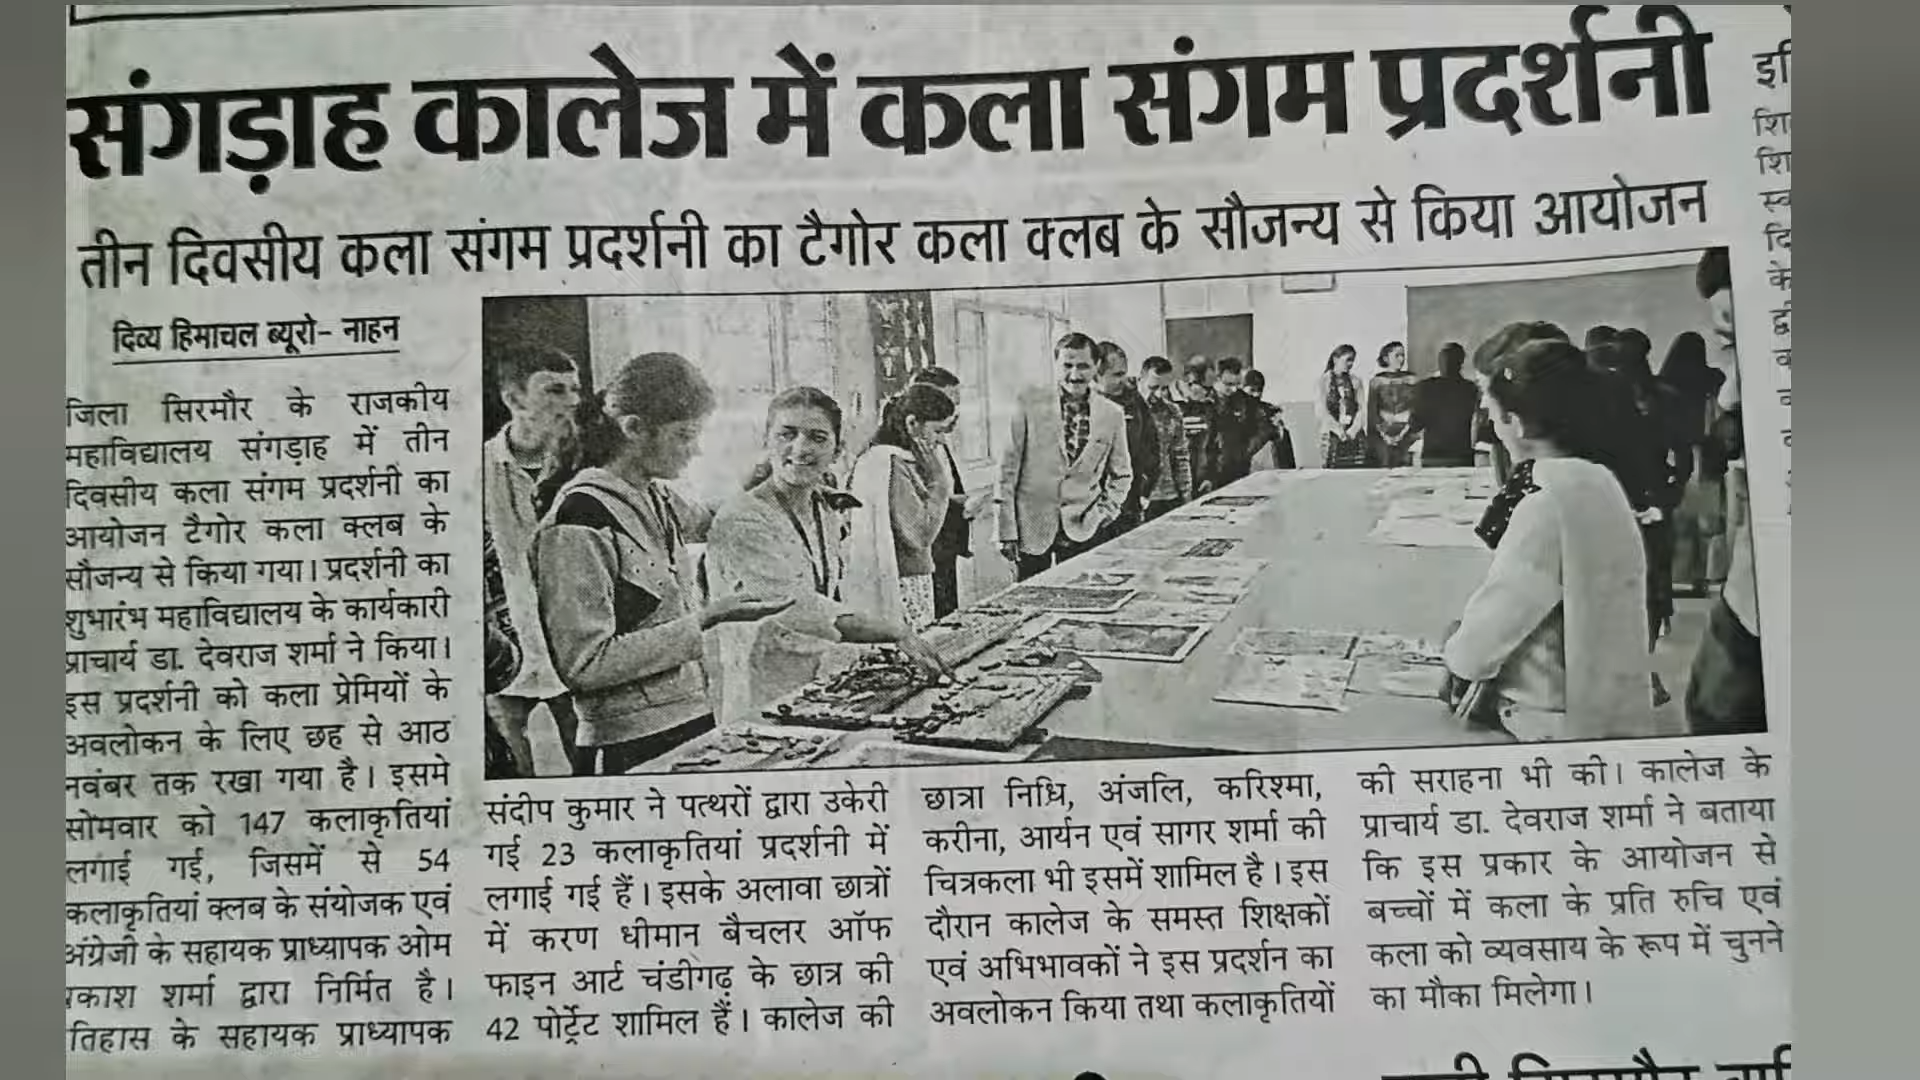 संगड़ाह कालेज में कला संगम प्रदर्शनी
तीन दिवसीय कला संगम प्रदर्शनी का टैगोर कला क्लब के सौजन्य से किया आयोजन
दिव्य हिमाचल ब्यूरो- नाहन
जिला सिरमौर के राजकीय
महाविद्यालय संगड़ाह में तीन
दिवसीय कला संगम प्रदर्शनी का
आयोजन टैगोर कला क्लब के
सौजन्य से किया गया। प्रदर्शनी का
शुभारंभ महाविद्यालय के कार्यकारी
प्राचार्य डा. देवराज शर्मा ने किया।
इस प्रदर्शनी को कला प्रेमियों के
अवलोकन के लिए छह से आठ
नवंबर तक रखा गया है। इसमे
सोमवार को 147 कलाकृतियां
लगाई गई, जिसमें से 54
कलाकृतियां क्लब के संयोजक एवं
अंग्रेजी के सहायक प्राध्यापक ओम
काश शर्मा द्वारा निर्मित है।
तिहास के सहायक प्राध्यापक
संदीप कुमार ने पत्थरों द्वारा उकेरी
गई 23 कलाकृतियां प्रदर्शनी में
लगाई गई हैं। इसके अलावा छात्रों
में करण धीमान बैचलर ऑफ
फाइन आर्ट चंडीगढ़ के छात्र की
42 पोर्ट्रेट शामिल हैं। कालेज की
छात्रा निधि, अंजलि, करिश्मा,
करीना, आर्यन एवं सागर शर्मा की
चित्रकला भी इसमें शामिल है। इस
दौरान कालेज के समस्त शिक्षकों
एवं अभिभावकों ने इस प्रदर्शन का
अवलोकन किया तथा कलाकृतियों
की सराहना भी की। कालेज के
प्राचार्य डा. देवराज शर्मा ने बताया
कि इस प्रकार के आयोजन से
बच्चों में कला के प्रति रुचि एवं
कला को व्यवसाय के रूप में चुनने
का मौका मिलेगा।